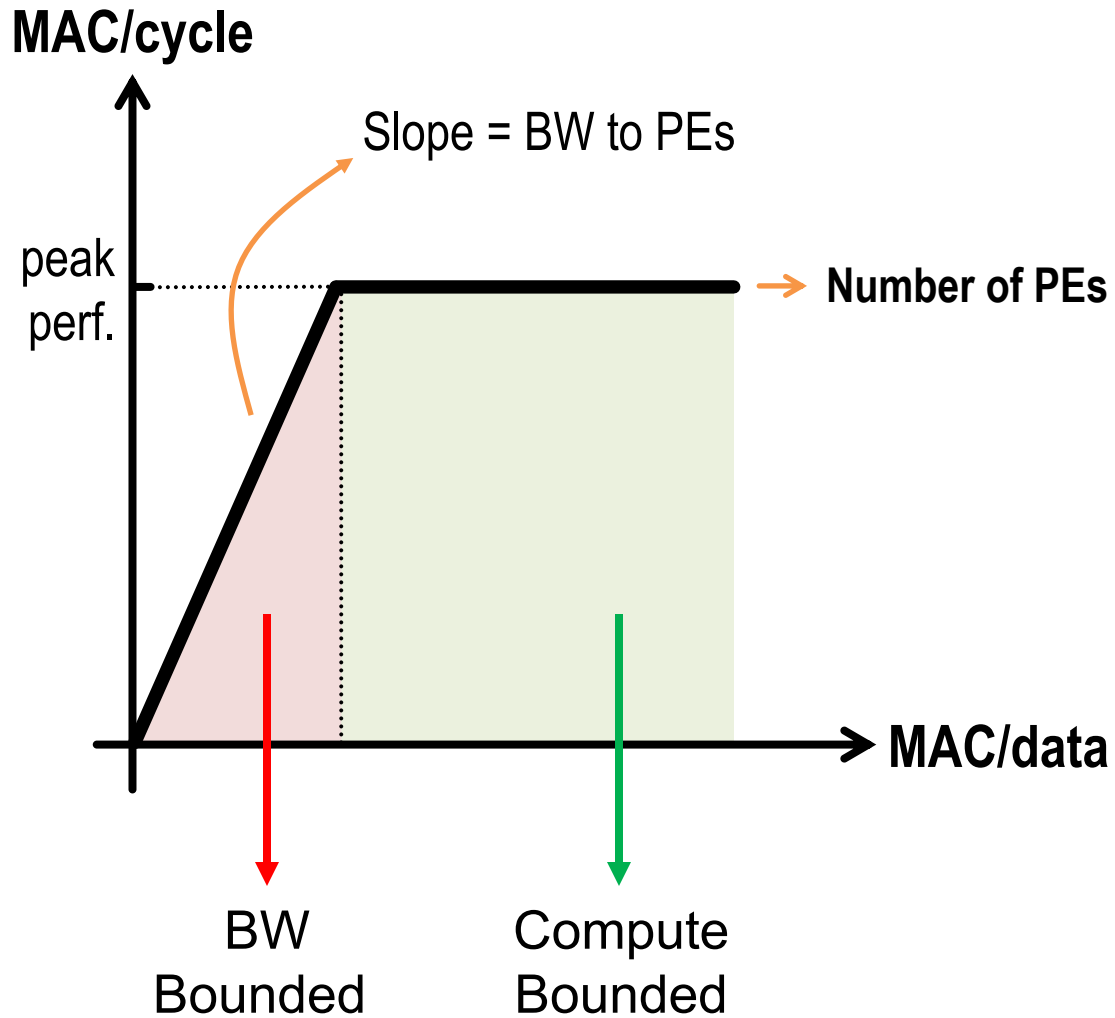 MAC/cycle
Slope = BW to PEs
peak
perf.
Number of PEs
MAC/data
BW
Bounded
Compute
Bounded